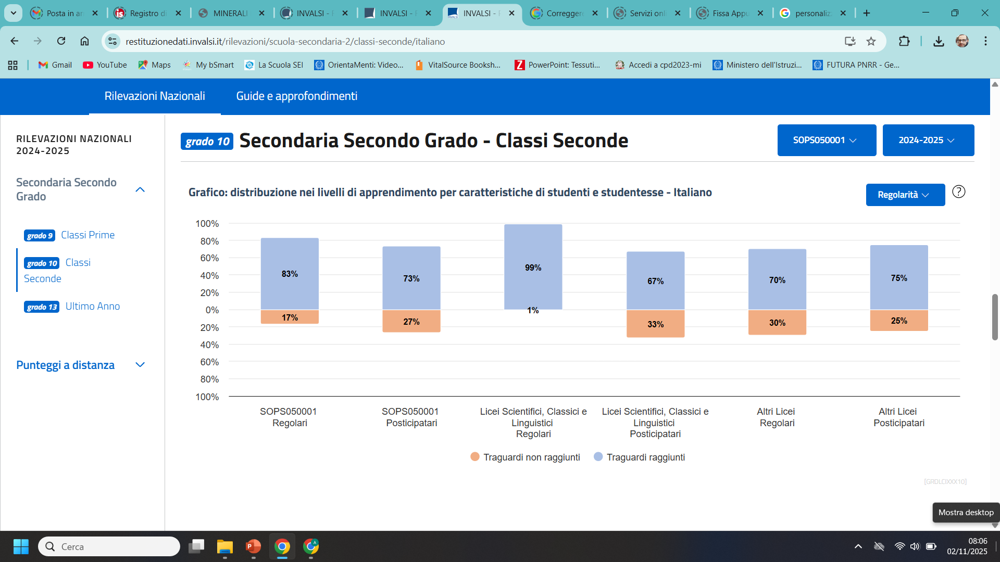 Posta in ar
Registro di
MINERALI
INVALSI - F
INVALSI - F
INVALSI - F
Correggere
Servizi onli
Fissa Appu
personaliz
restituzionedati.invalsi.it/rilevazioni/scuola-secondaria-2/classi-seconde/italiano
Gmail
YouTube
Maps
My bSmart
La Scuola SEI
OrientaMenti: Video...
VitalSource Booksh...
PowerPoint: Tessuti...
Accedi a cpd2023-mi
Ministero dell'Istruzi...
FUTURA PNRR - Ge...
Rilevazioni Nazionali
Guide e approfondimenti
RILEVAZIONI NAZIONALI
2024-2025
Secondaria Secondo
Grado
grado 9 Classi Prime
grado 10 Classi
Seconde
grado 13 Ultimo Anno
Punteggi a distanza
grado 10 Secondaria Secondo Grado - Classi Seconde
SOPS050001
2024-2025
Grafico: distribuzione nei livelli di apprendimento per caratteristiche di studenti e studentesse - Italiano
Regolarità
?
100%
80%
60%
40%
20%
0%
20%
40%
60%
80%
100%
83%
73%
99%
67%
70%
75%
17%
27%
1%
33%
30%
25%
SOPS050001
Regolari
SOPS050001
Posticipatari
Licei Scientifici, Classici e
Linguistici
Regolari
Licei Scientifici, Classici e
Linguistici
Posticipatari
Altri Licei
Regolari
Altri Licei
Posticipatari
Traguardi non raggiunti
Traguardi raggiunti
[GRDLCIXXX10]
Mostra desktop
Cerca
08:06
02/11/2025